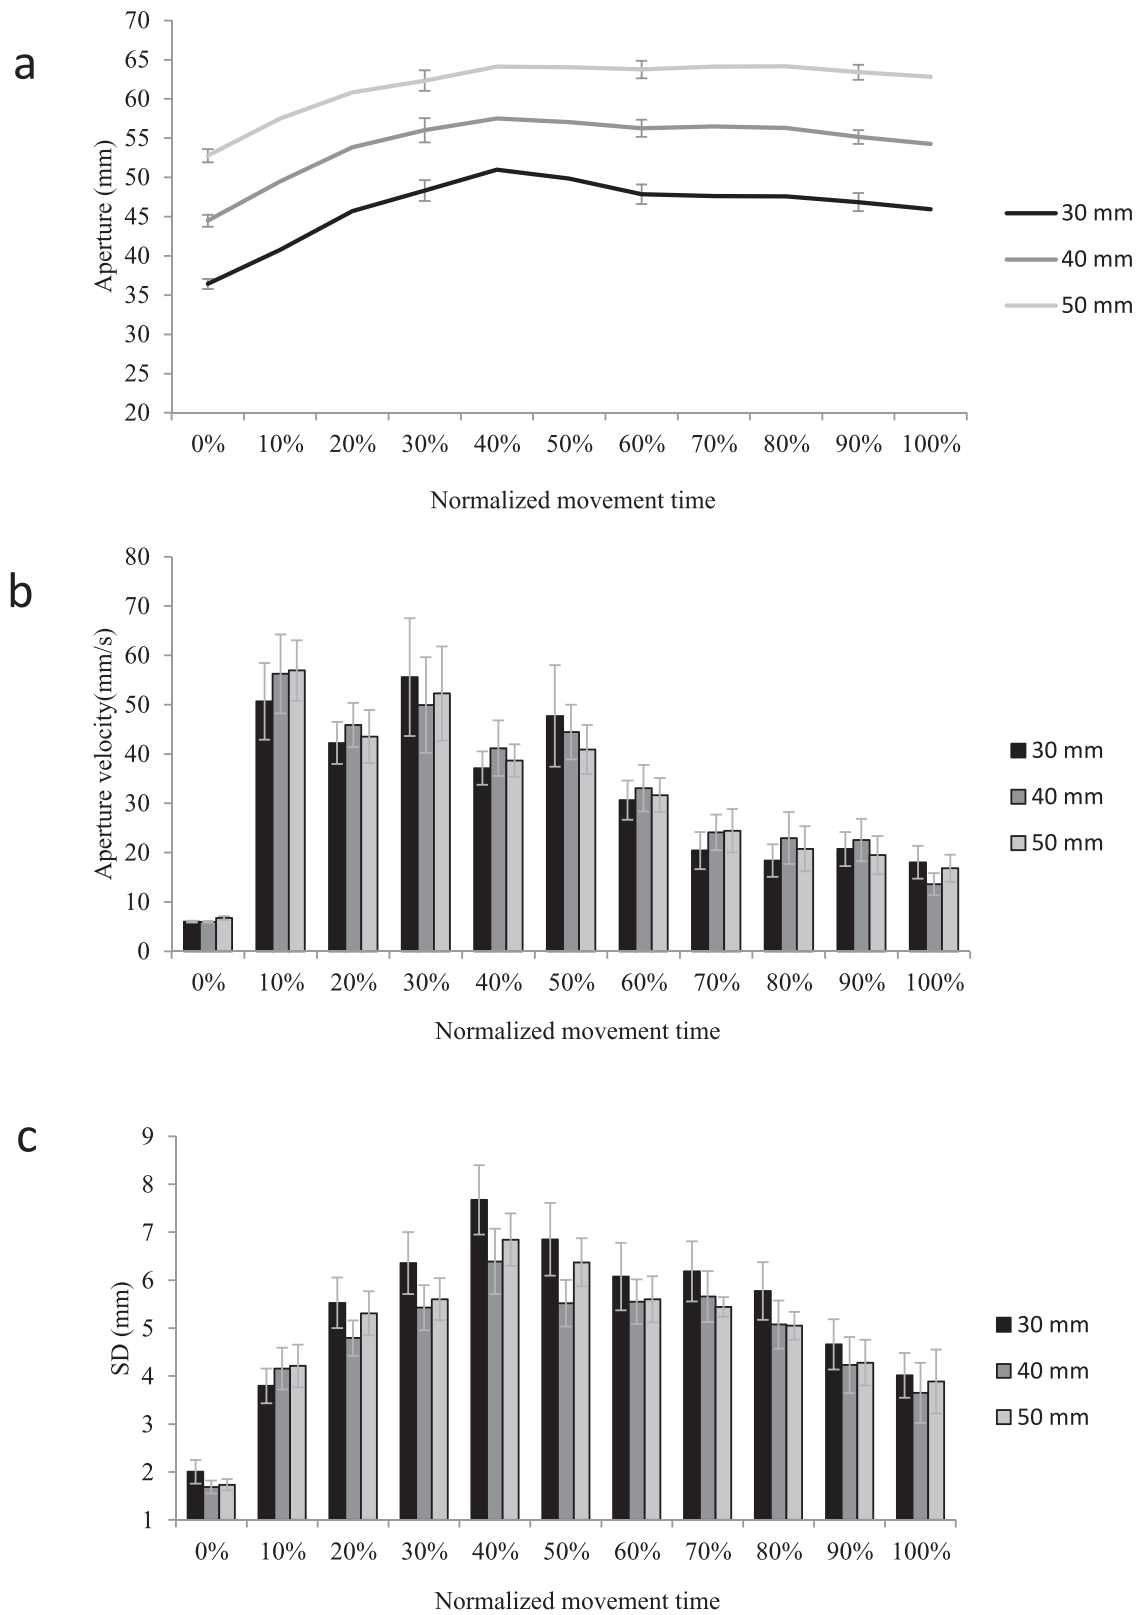 a
70
65
60
55
50
45
40
35
30
25
20
Aperture (mm)
0% 10% 20% 30% 40% 50% 60% 70% 80% 90% 100%
Normalized movement time
30 mm
40 mm
50 mm
b
80
70
60
50
40
30
20
10
0
Aperture velocity(mm/s)
0% 10% 20% 30% 40% 50% 60% 70% 80% 90% 100%
Normalized movement time
30 mm
40 mm
50 mm
c
9
8
7
6
5
4
3
2
1
SD (mm)
0% 10% 20% 30% 40% 50% 60% 70% 80% 90% 100%
Normalized movement time
30 mm
40 mm
50 mm